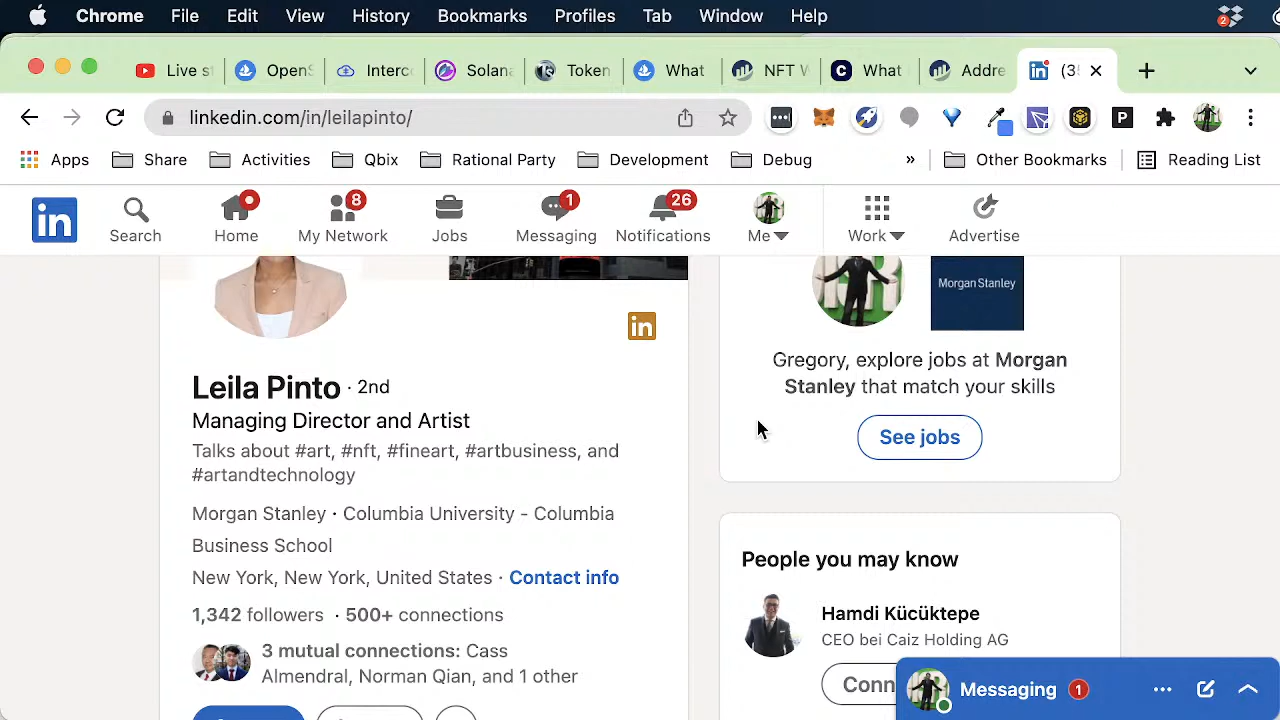 Chrome File Edit View History Bookmarks Profiles Tab Window Help 2
Live st OpenS Interc Solana Token What NFT W What Addre (35
linkedin.com/in/leilapinto/ P
Apps Share Activities Qbix Rational Party Development Debug » Other Bookmarks Reading List
in Search Home 8 My Network Jobs 1 Messaging 26 Notifications Me Work Advertise
in
Leila Pinto · 2nd
Managing Director and Artist
Talks about #art, #nft, #fineart, #artbusiness, and
#artandtechnology
Morgan Stanley · Columbia University - Columbia
Business School
New York, New York, United States · Contact info
1,342 followers · 500+ connections
3 mutual connections: Cass
Almendral, Norman Qian, and 1 other
Morgan Stanley
Gregory, explore jobs at Morgan
Stanley that match your skills
See jobs
People you may know
Hamdi Kücüktepe
CEO bei Caiz Holding AG
Conn
Messaging 1